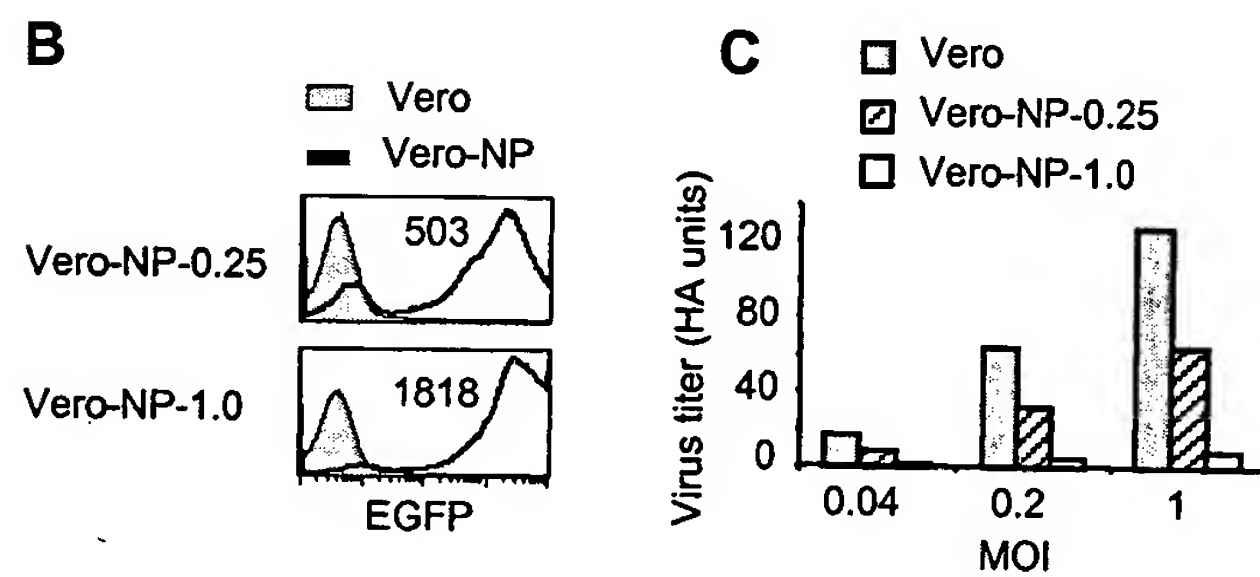 B
Vero
Vero-NP
Vero-NP-0.25
503
Vero-NP-1.0
1818
EGFP
C
Vero
Vero-NP-0.25
Vero-NP-1.0
Virus titer (HA units)
120
80
40
0
0.04 0.2 1
MOI